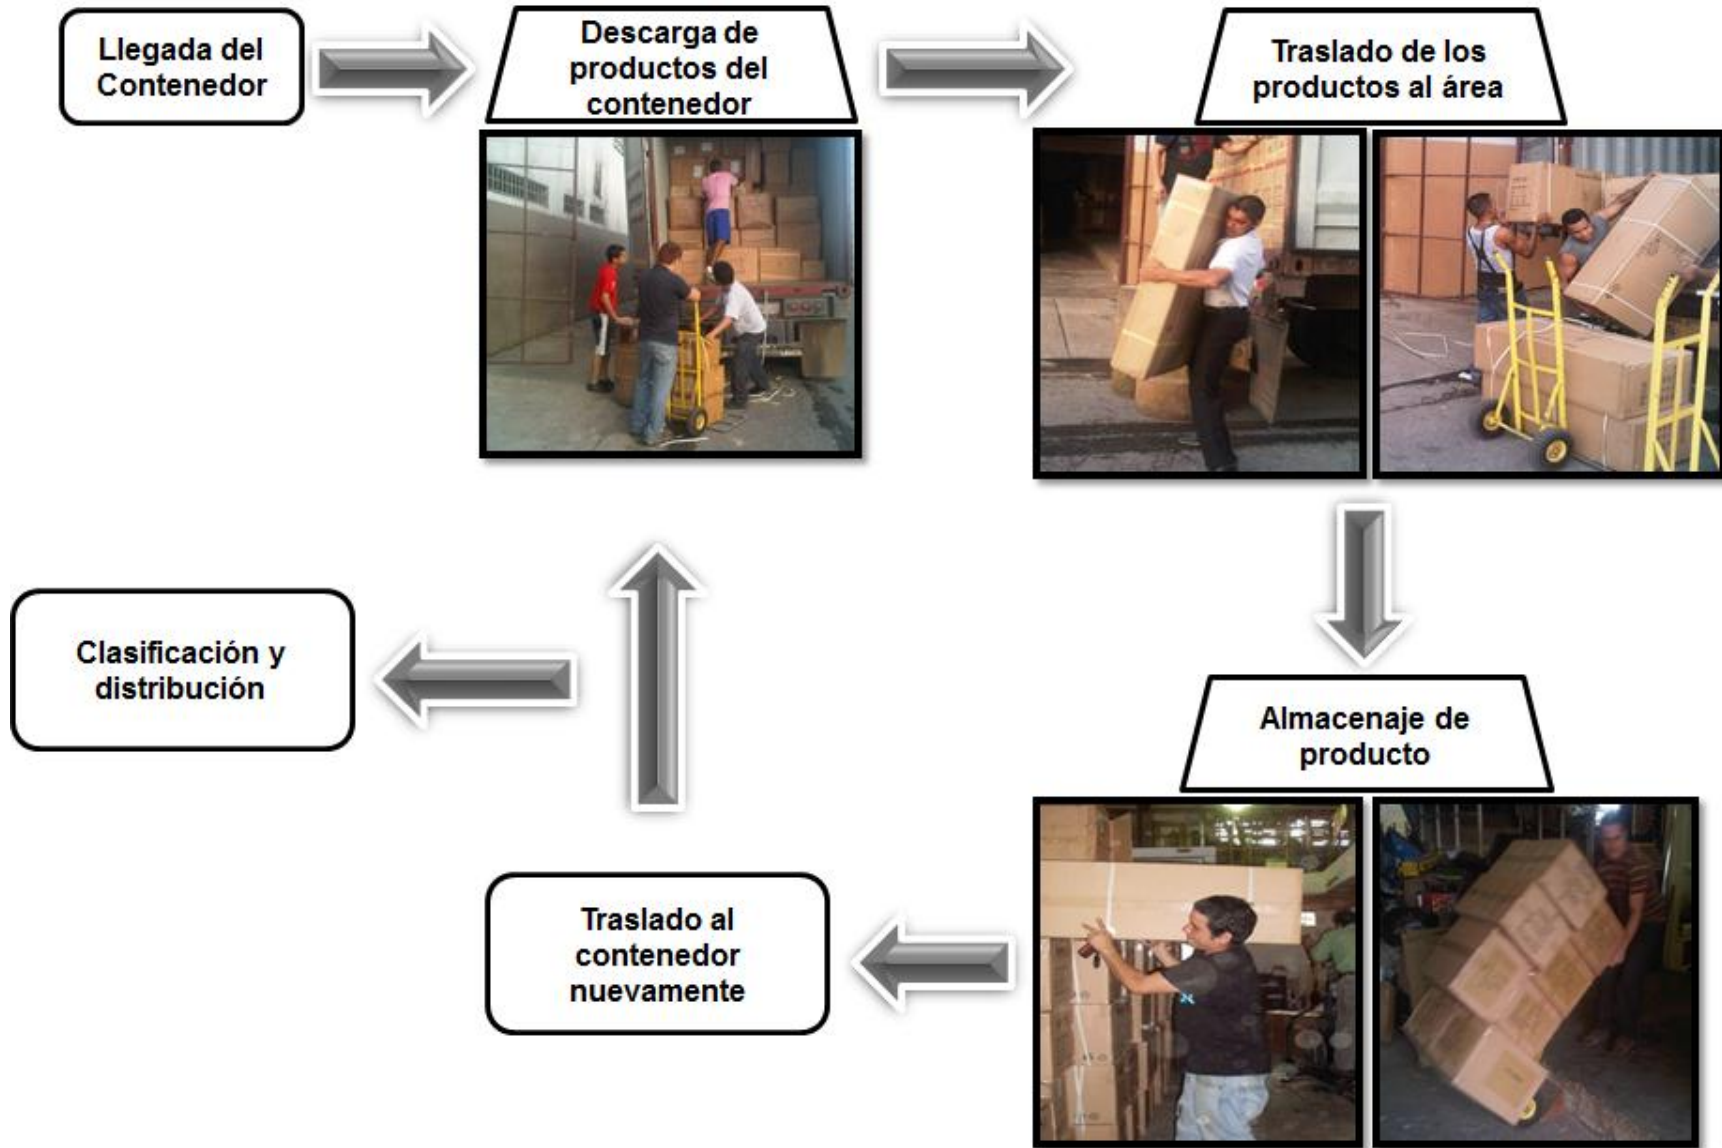 Llegada del
Contenedor
Descarga de
productos del
contenedor
Traslado de los
productos al área
Clasificación y
distribución
Almacenaje de
producto
Traslado al
contenedor
nuevamente